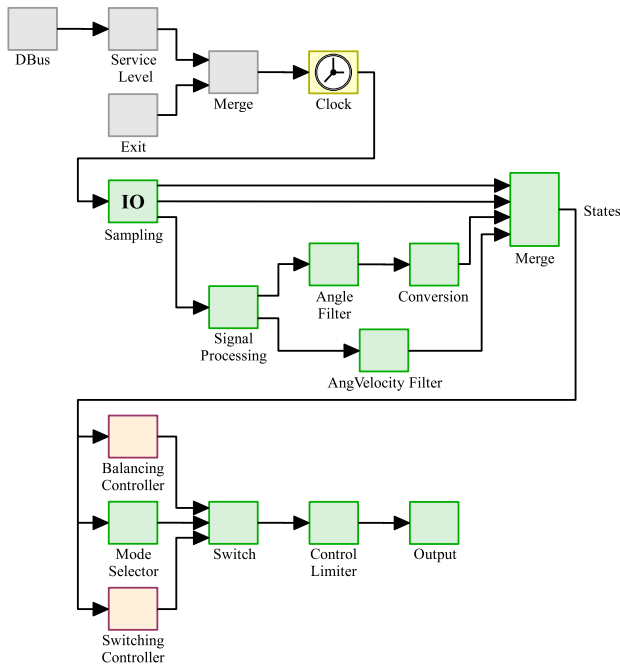 DBus
Service
Level
Exit
Merge
Clock
IO
Sampling
Signal
Processing
Angle
Filter
Conversion
AngVelocity Filter
Merge
States
Balancing
Controller
Mode
Selector
Switching
Controller
Switch
Control
Limiter
Output